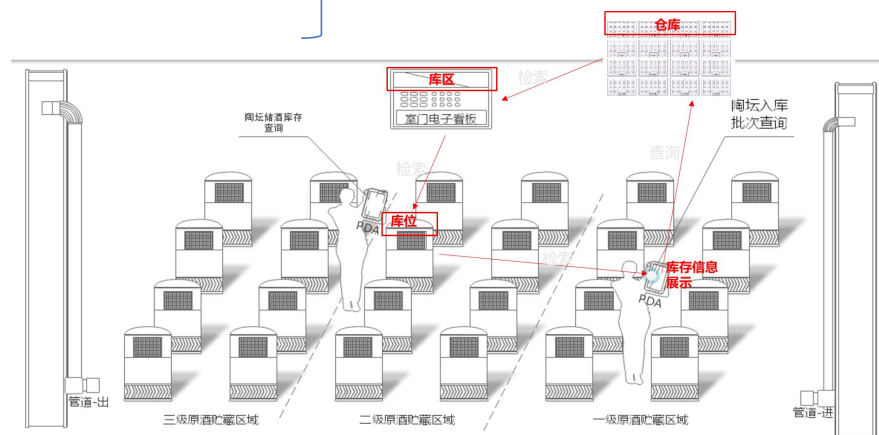 仓库
库区
检索
室门电子看板
陶坛入库
批次查询
陶坛储酒库存
查询
检索
查询
PDA
库位
检索
库存信息
展示
PDA
管道-出
三级原酒贮藏区域
二级原酒贮藏区域
一级原酒贮藏区域
管道-进